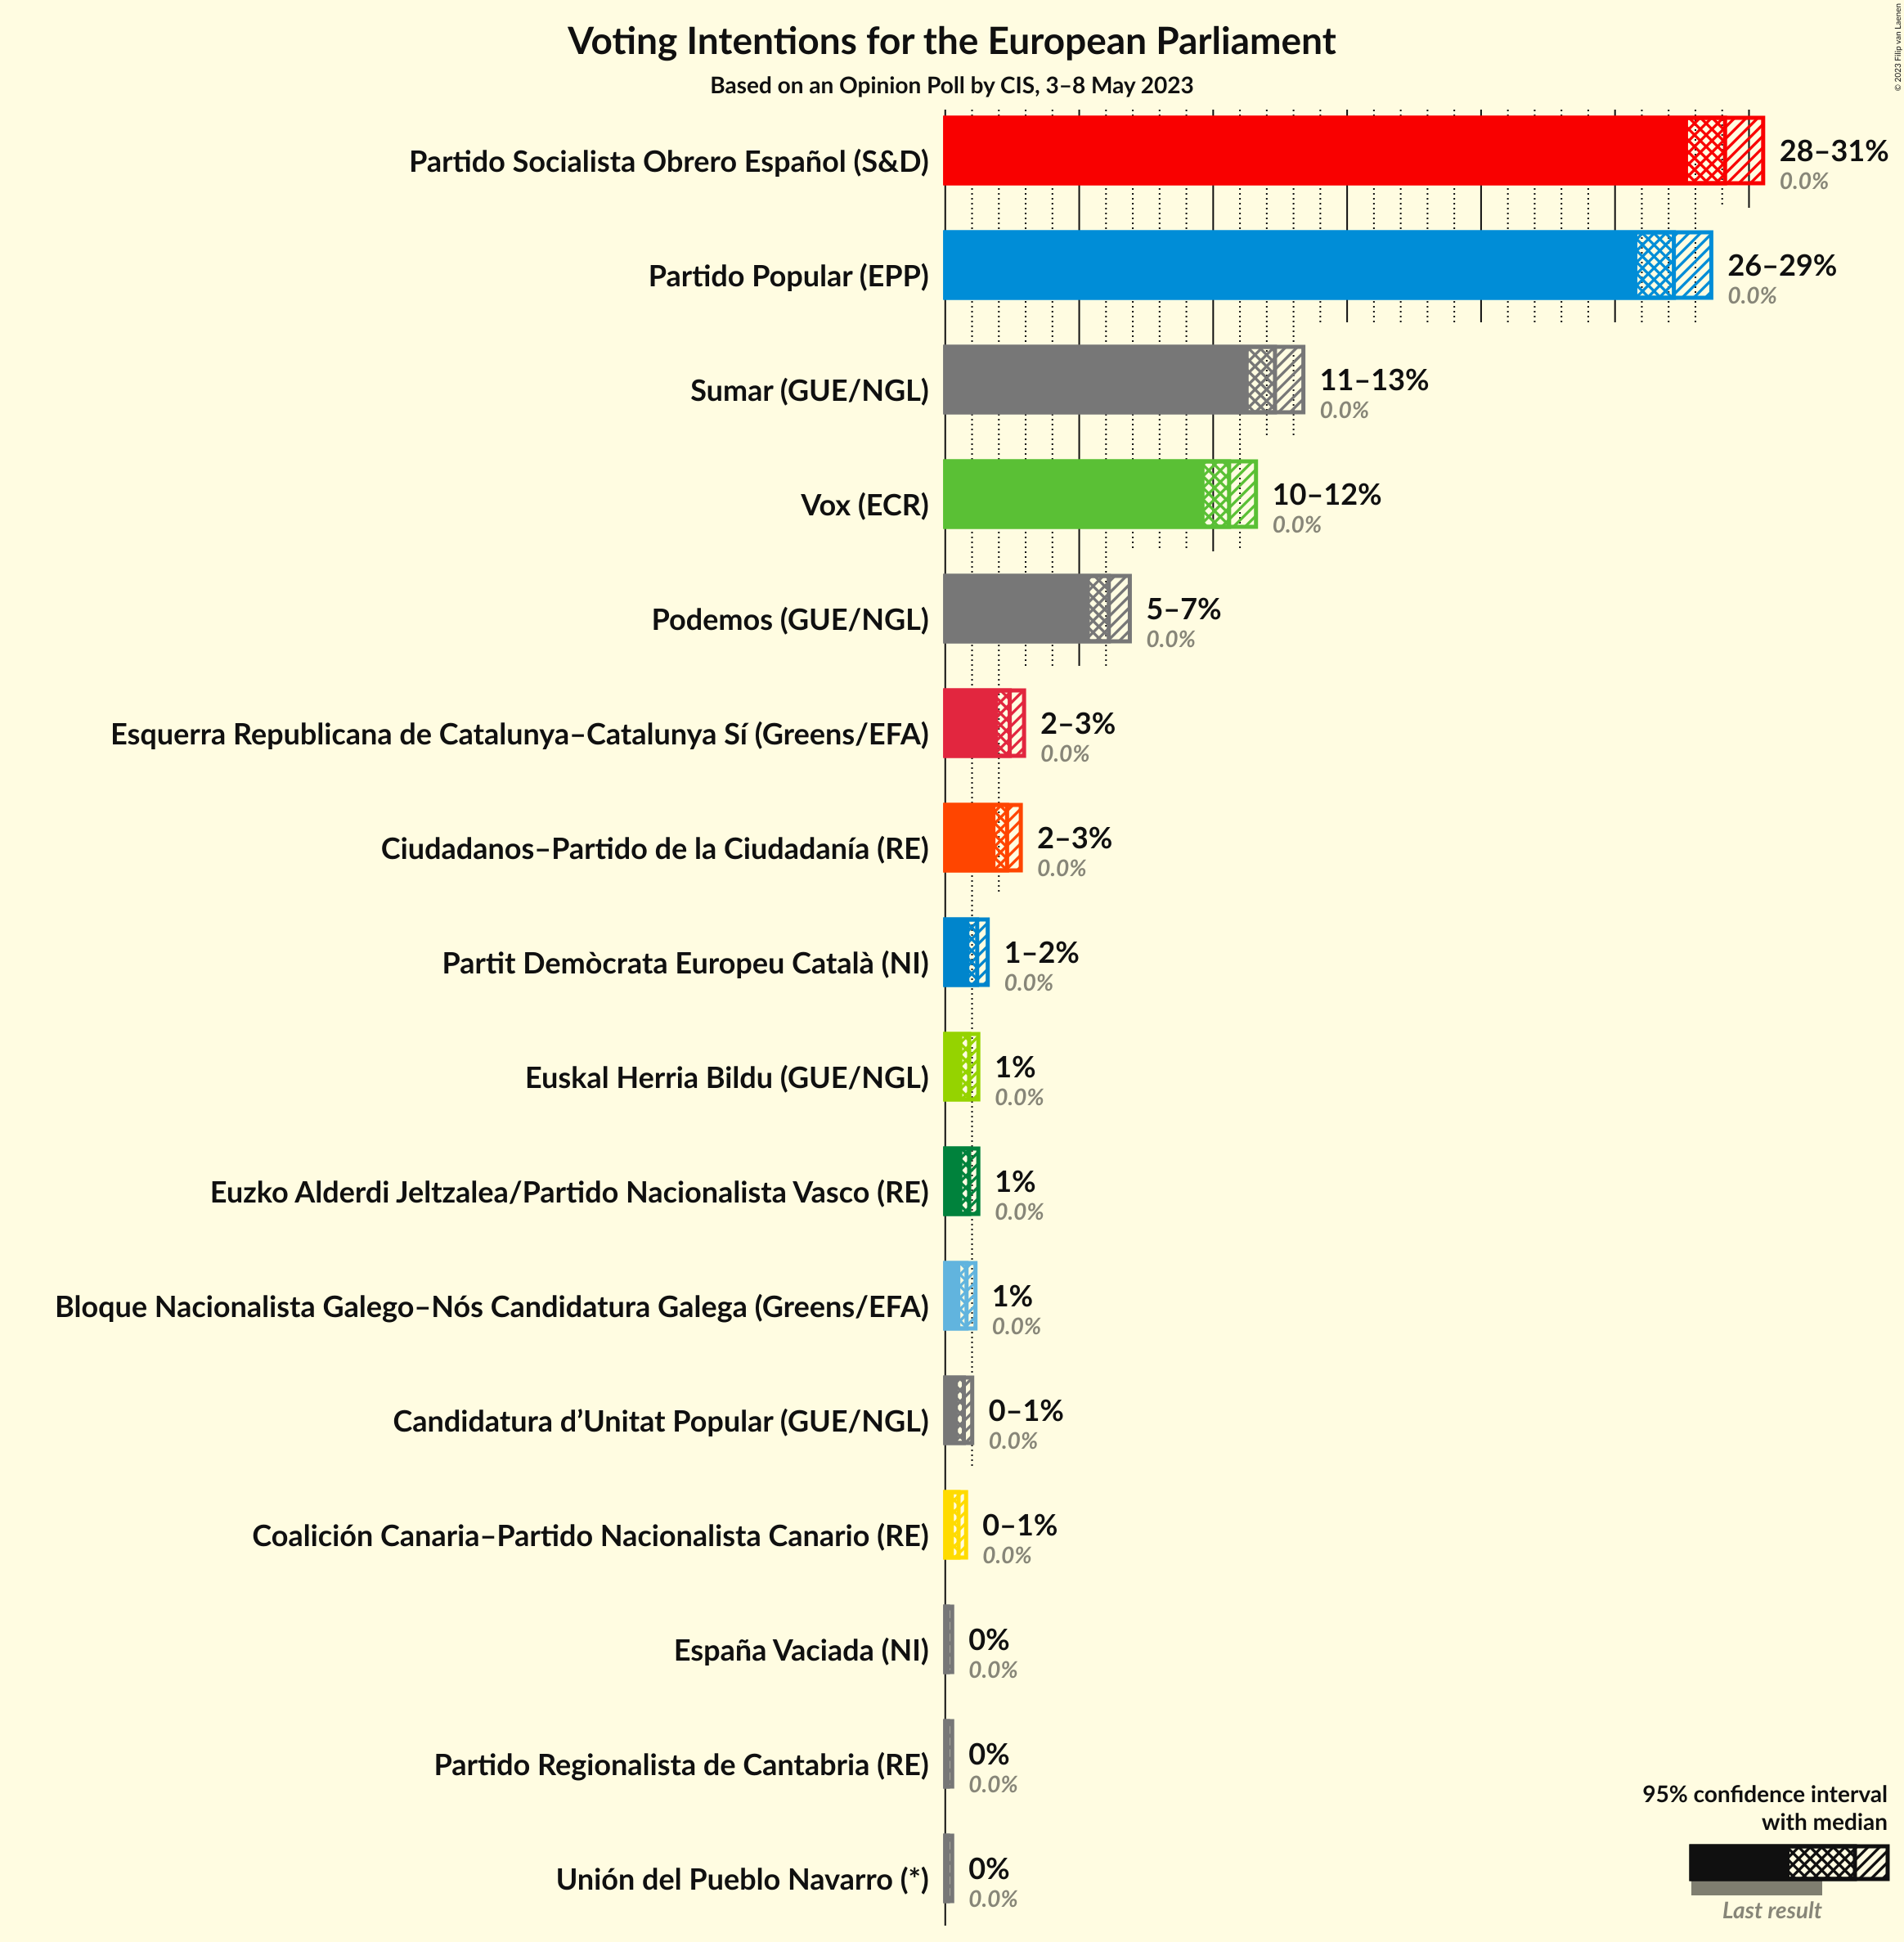 Voting Intentions for the European Parliament
Based on an Opinion Poll by CIS, 3–8 May 2023
© 2023 Filip van Laenen
Partido Socialista Obrero Español (S&D)
28–31%
0.0%
Partido Popular (EPP)
26–29%
0.0%
Sumar (GUE/NGL)
11–13%
0.0%
Vox (ECR)
10–12%
0.0%
Podemos (GUE/NGL)
5–7%
0.0%
Esquerra Republicana de Catalunya–Catalunya Sí (Greens/EFA)
2–3%
0.0%
Ciudadanos–Partido de la Ciudadanía (RE)
2–3%
0.0%
Partit Demòcrata Europeu Català (NI)
1–2%
0.0%
Euskal Herria Bildu (GUE/NGL)
1%
0.0%
Euzko Alderdi Jeltzalea/Partido Nacionalista Vasco (RE)
1%
0.0%
Bloque Nacionalista Galego–Nós Candidatura Galega (Greens/EFA)
1%
0.0%
Candidatura d’Unitat Popular (GUE/NGL)
0–1%
0.0%
Coalición Canaria–Partido Nacionalista Canario (RE)
0–1%
0.0%
España Vaciada (NI)
0%
0.0%
Partido Regionalista de Cantabria (RE)
0%
0.0%
Unión del Pueblo Navarro (*)
0%
0.0%
95% confidence interval
with median
Last result